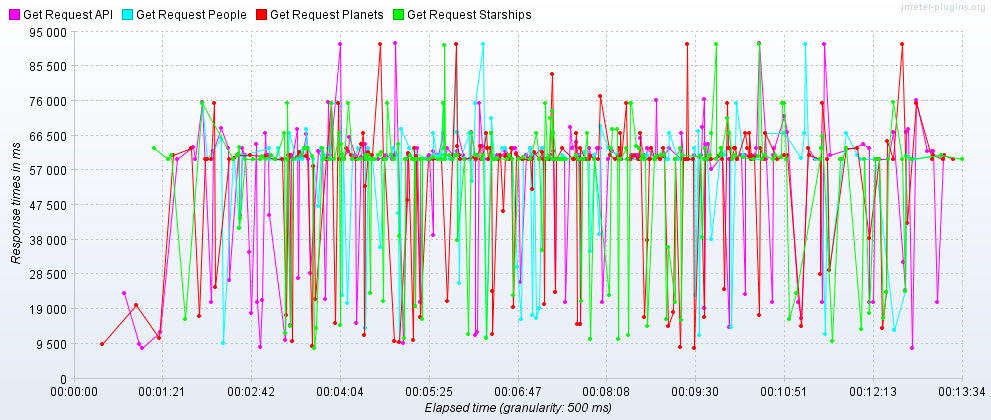 jmeter-plugins.org
Get Request API Get Request People Get Request Planets Get Request Starships
95 000
85 500
76 000
66 500
57 000
47 500
38 000
28 500
19 000
9 500
0
Response times in ms
00:00:00 00:01:21 00:02:42 00:04:04 00:05:25 00:06:47 00:08:08 00:09:30 00:10:51 00:12:13 00:13:34
Elapsed time (granularity: 500 ms)